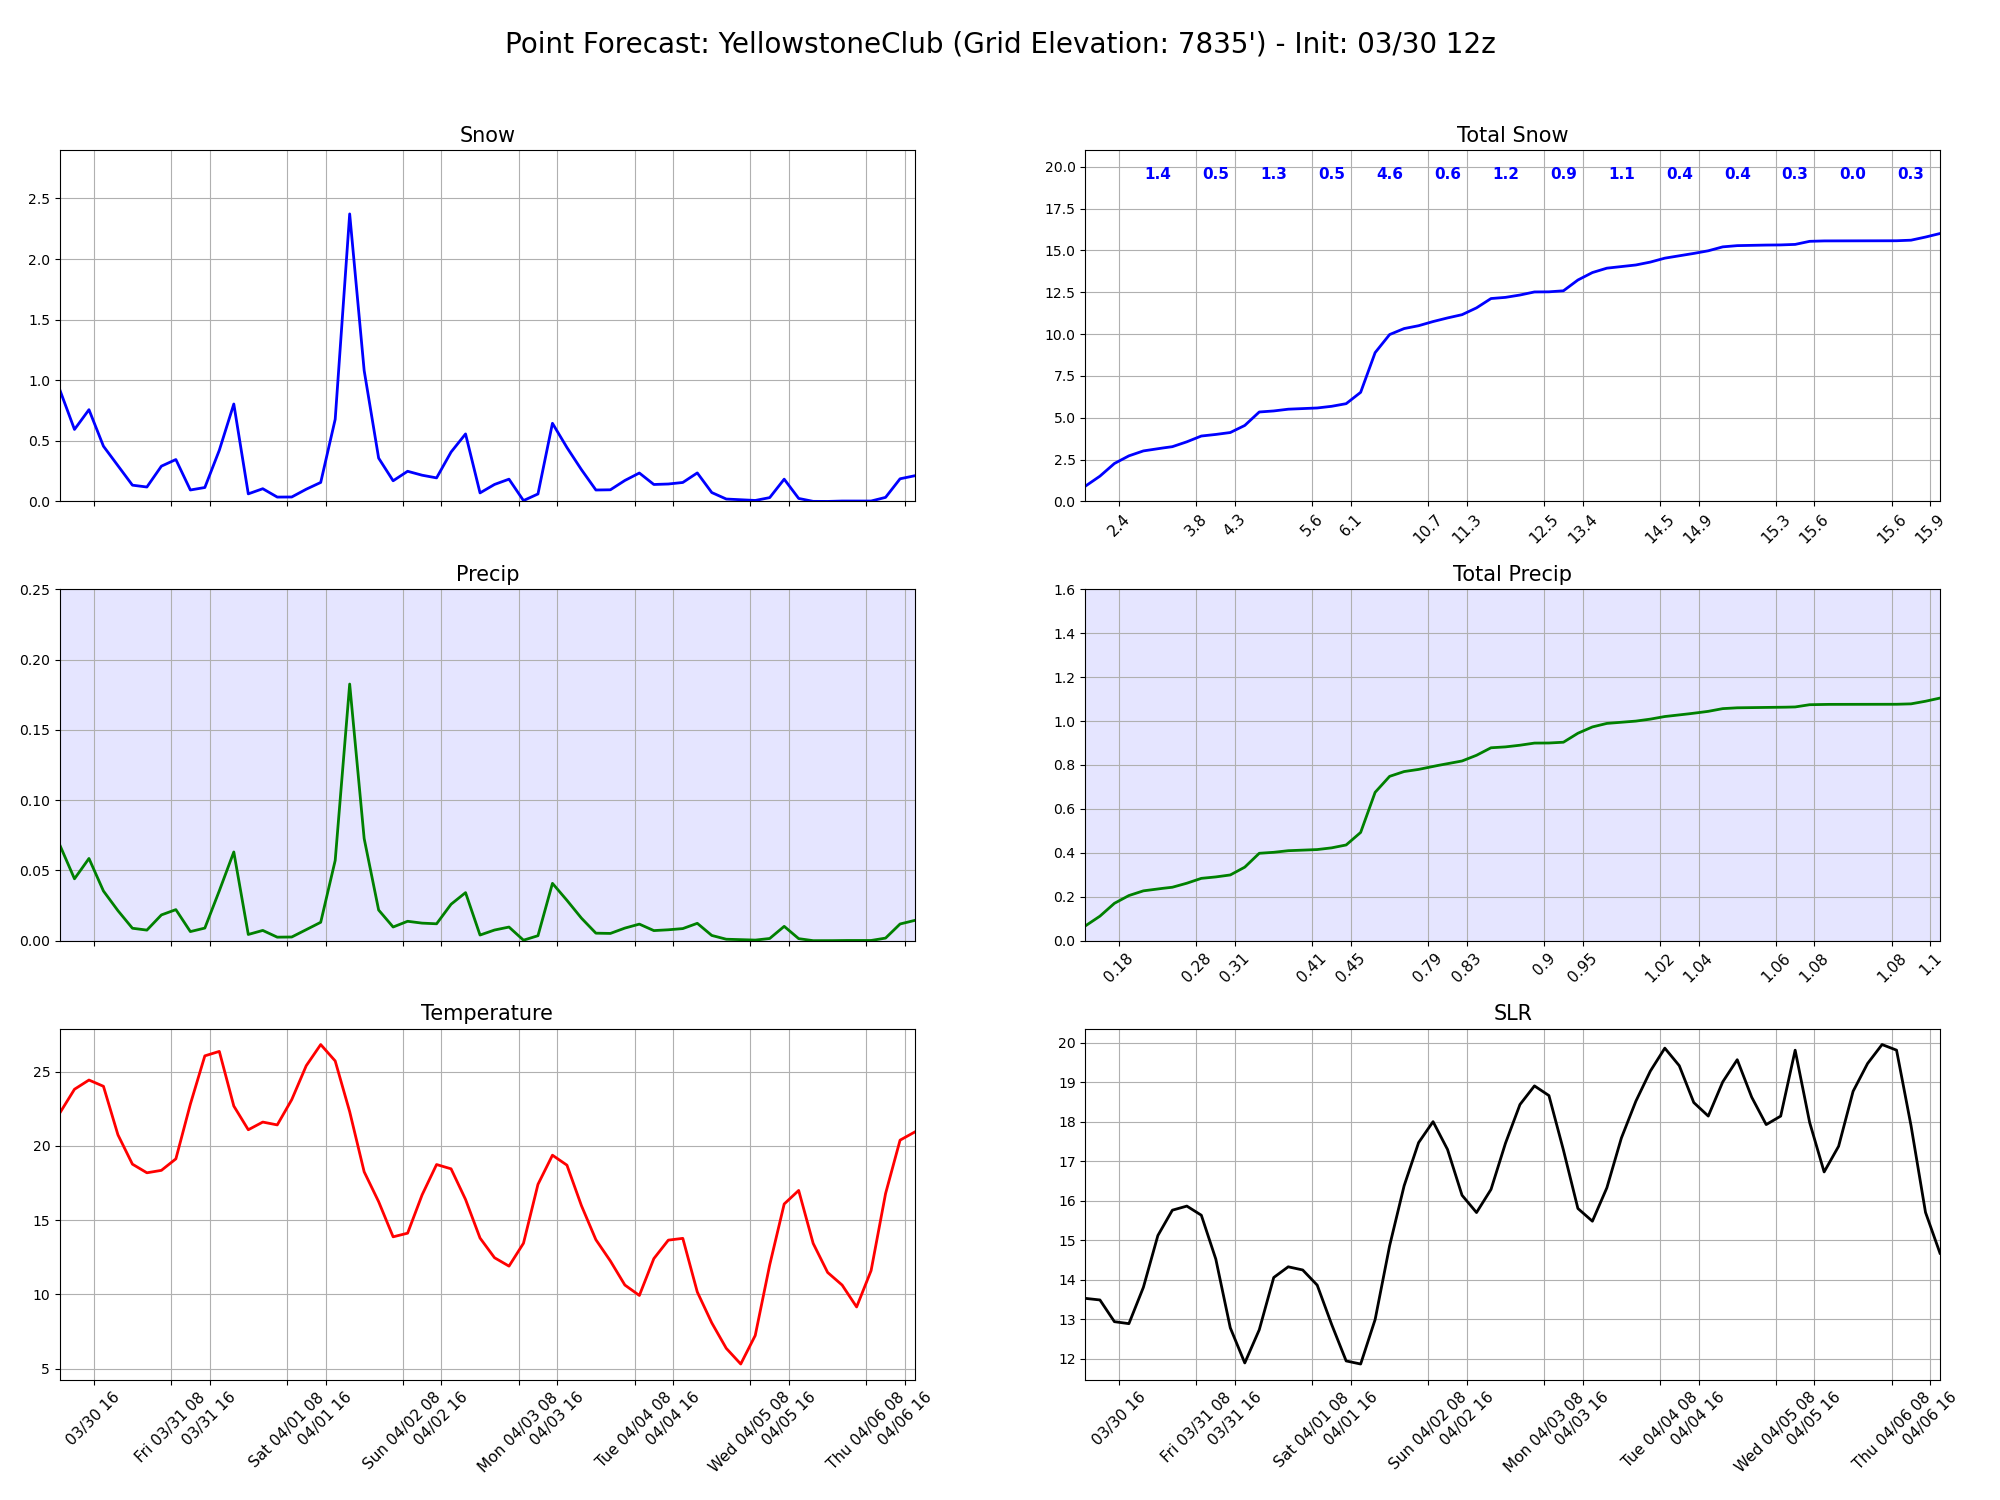 Point Forecast: YellowstoneClub (Grid Elevation: 7835') - Init: 03/30 12z
Snow
2.5
2.0
1.5
1.0
0.5
0.0
Total Snow
20.0
17.5
15.0
12.5
10.0
7.5
5.0
2.5
0.0
1.4 0.5 1.3 0.5 4.6 0.6 1.2 0.9 1.1 0.4 0.4 0.3 0.0 0.3
2.4 3.8 4.3 5.6 6.1 10.7 11.3 12.5 13.4 14.5 14.9 15.3 15.6 15.6 15.9
Precip
0.25
0.20
0.15
0.10
0.05
0.00
Total Precip
1.6
1.4
1.2
1.0
0.8
0.6
0.4
0.2
0.0
0.18 0.28 0.31 0.41 0.45 0.79 0.83 0.9 0.95 1.02 1.04 1.06 1.08 1.08 1.1
Temperature
25
20
15
10
5
03/30 16
Fri 03/31 08
03/31 16
Sat 04/01 08
04/01 16
Sun 04/02 08
04/02 16
Mon 04/03 08
04/03 16
Tue 04/04 08
04/04 16
Wed 04/05 08
04/05 16
Thu 04/06 08
04/06 16
SLR
20
19
18
17
16
15
14
13
12
03/30 16
Fri 03/31 08
03/31 16
Sat 04/01 08
04/01 16
Sun 04/02 08
04/02 16
Mon 04/03 08
04/03 16
Tue 04/04 08
04/04 16
Wed 04/05 08
04/05 16
Thu 04/06 08
04/06 16